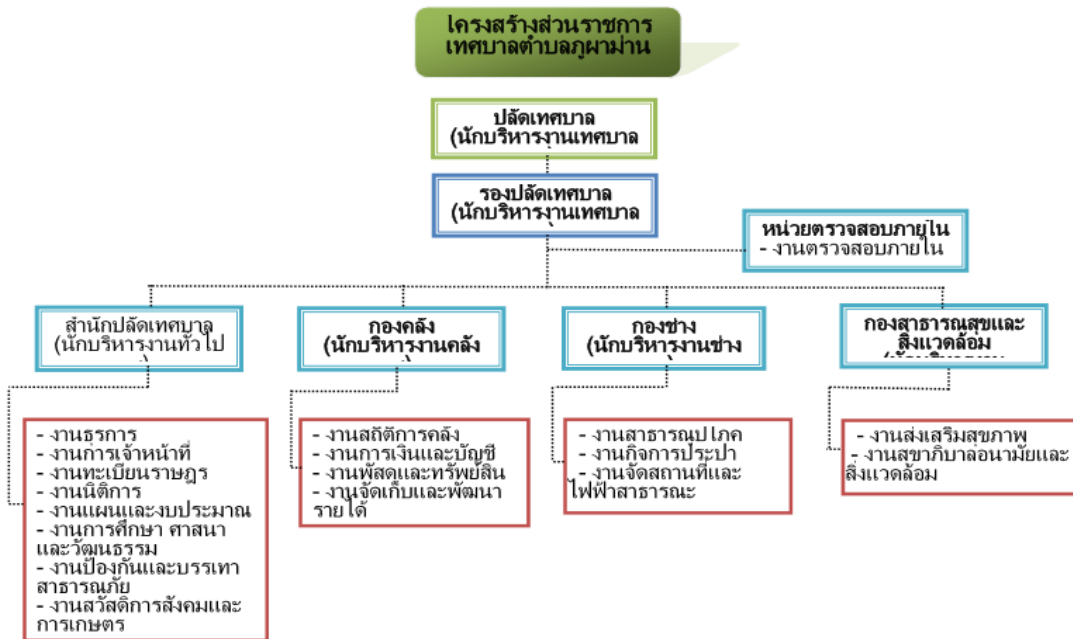 โครงสร้างส่วนราชการ
เทศบาลตำบลภูผาม่าน
ปลัดเทศบาล
(นักบริหารงานเทศบาล
รองปลัดเทศบาล
(นักบริหารงานเทศบาล
หน่วยตรวจสอบภายใน
- งานตรวจสอบภายใน
สำนักปลัดเทศบาล
(นักบริหารงานทั่วไป
กองคลัง
(นักบริหารงานคลัง
กองช่าง
(นักบริหารงานช่าง
กองสาธารณสุขและ
สิ่งแวดล้อม
- งานธุรการ
- งานการเจ้าหน้าที่
- งานทะเบียนราษฎร
- งานนิติการ
- งานแผนและงบประมาณ
- งานการศึกษา ศาสนา
และวัฒนธรรม
- งานป้องกันและบรรเทา
สาธารณภัย
- งานสวัสดิการสังคมและ
การเกษตร
- งานสถิติการคลัง
- งานการเงินและบัญชี
- งานพัสดุและทรัพย์สิน
- งานจัดเก็บและพัฒนา
รายได้
- งานสาธารณูปโภค
- งานกิจการประปา
- งานจัดสถานที่และ
ไฟฟ้าสาธารณะ
- งานส่งเสริมสุขภาพ
- งานสุขาภิบาลอนามัยและ
สิ่งแวดล้อม